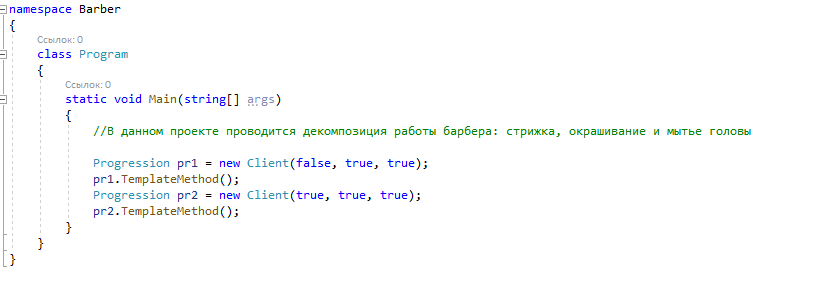 namespace Barber
{
Ссылок: 0
class Program
{
Ссылок: 0
static void Main(string[] args)
{
//В данном проекте проводится декомпозиция работы барбера: стрижка, окрашивание и мытье головы
Progression pr1 = new Client(false, true, true);
pr1.TemplateMethod();
Progression pr2 = new Client(true, true, true);
pr2.TemplateMethod();
}
}
}